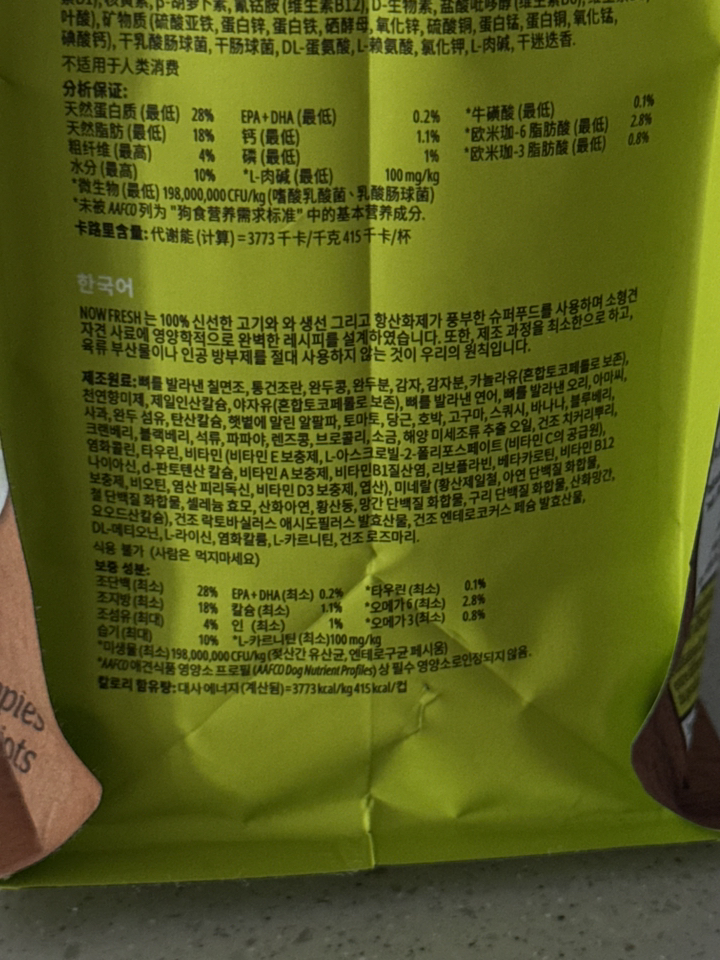 素B1), 核黄素, β-胡萝卜素, 氰钴胺 (维生素B12), D-生物素, 盐酸吡哆醇
叶酸), 矿物质 (硫酸亚铁, 蛋白锌, 蛋白铁, 硒酵母, 氧化锌, 硫酸铜, 蛋白锰, 蛋白铜, 氧化锰,
碘酸钙), 干乳酸肠球菌, 干肠球菌, DL-蛋氨酸, L-赖氨酸, 氯化钾, L-肉碱, 干迷迭香.
不适用于人类消费
分析保证:
天然蛋白质 (最低) 28% EPA+DHA (最低) 0.2% *牛磺酸 (最低) 0.1%
天然脂肪 (最低) 18% 钙 (最低) 1.1% *欧米珈-6 脂肪酸 (最低) 2.8%
粗纤维 (最高) 4% 磷 (最低) 1% *欧米珈-3 脂肪酸 (最低) 0.8%
水分 (最高) 10% *L-肉碱 (最低) 100 mg/kg
*微生物 (最低) 198,000,000 CFU/kg (嗜酸乳酸菌、乳酸肠球菌)
*未被 AAFCO 列为 "狗食营养需求标准" 中的基本营养成分.
卡路里含量: 代谢能 (计算) = 3773 千卡/千克 415 千卡/杯
한국어
NOW FRESH 는 100% 신선한 고기와 와 생선 그리고 항산화제가 풍부한 슈퍼푸드를 사용하며 소형견
자견 사료에 영양학적으로 완벽한 레시피를 설계하였습니다. 또한, 제조 과정을 최소한으로 하고,
육류 부산물이나 인공 방부제를 절대 사용하지 않는 것이 우리의 원칙입니다.
제조원료: 뼈를 발라낸 칠면조, 통건조란, 완두콩, 완두분, 감자, 감자분, 카놀라유(혼합토코페롤로 보존),
천연향미제, 제일인산칼슘, 야자유(혼합토코페롤로 보존), 뼈를 발라낸 연어, 뼈를 발라낸 오리, 아마씨,
사과, 완두 섬유, 탄산칼슘, 햇볕에 말린 알팔파, 토마토, 당근, 호박, 고구마, 스쿼시, 바나나, 블루베리,
크랜베리, 블랙베리, 석류, 파파야, 렌즈콩, 브로콜리, 소금, 해양 미세조류 추출 오일, 건조 치커리뿌리,
염화콜린, 타우린, 비타민 (비타민 E 보충제, L-아스크로빌-2-폴리포스페이트 (비타민 C의 공급원),
나이아신, d-판토텐산 칼슘, 비타민 A 보충제, 비타민 B1질산염, 리보플라빈, 베타카로틴, 비타민 B12
보충제, 비오틴, 염산 피리독신, 비타민 D3 보충제, 엽산), 미네랄 (황산제일철, 아연 단백질 화합물,
철 단백질 화합물, 셀레늄 효모, 산화아연, 황산동, 망간 단백질 화합물, 구리 단백질 화합물, 산화망간,
요오드산칼슘), 건조 락토바실러스 애시도필러스 발효산물, 건조 엔테로코커스 페슘 발효산물,
DL-메티오닌, L-라이신, 염화칼륨, L-카르니틴, 건조 로즈마리.
식용 불가 (사람은 먹지마세요)
보증 성분:
조단백 (최소) 28% EPA+DHA (최소) 0.2% *타우린 (최소) 0.1%
조지방 (최소) 18% 칼슘 (최소) 1.1% *오메가 6 (최소) 2.8%
조섬유 (최대) 4% 인 (최소) 1% *오메가 3 (최소) 0.8%
습기 (최대) 10% *L-카르니틴 (최소) 100 mg/kg
*미생물 (최소) 198,000,000 CFU/kg (젖산간 유산균, 엔테로구균 페시움)
*AAFCO 애견식품 영양소 프로필 (AAFCO Dog Nutrient Profiles) 상 필수 영양소로인정되지 않음.
칼로리 함유량: 대사 에너지 (계산됨) = 3773 kcal/kg 415 kcal/컵